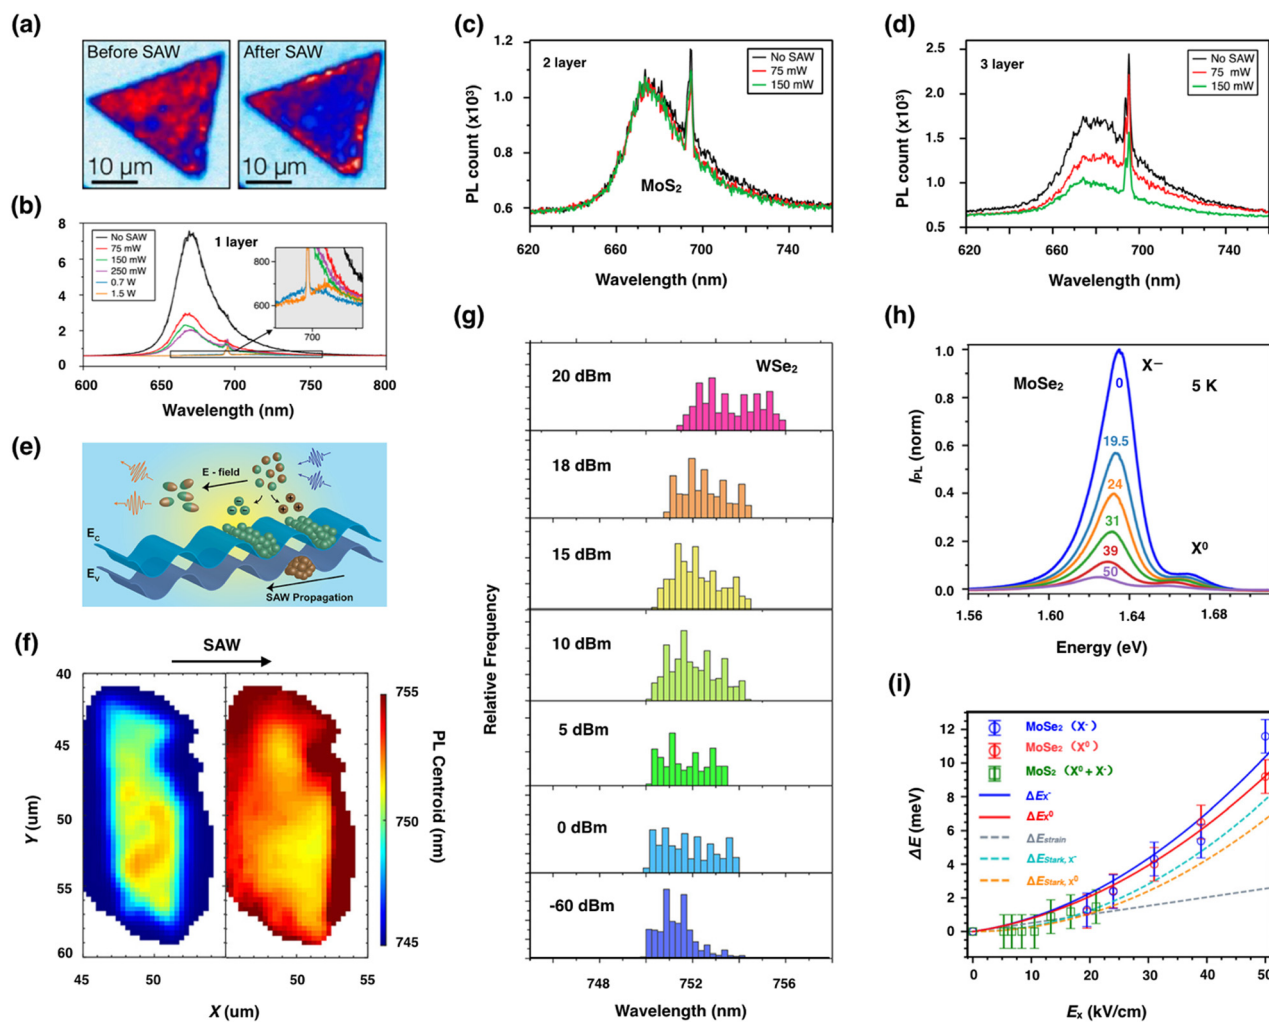 (a)
Before SAW
After SAW
10 µm
10 µm
(b)
8
6
4
2
0
No SAW
75 mW
150 mW
250 mW
0.7 W
1.5 W
1 layer
800
600
700
600
650
700
750
800
Wavelength (nm)
(c)
PL count (x10³)
1.2
1.0
0.8
0.6
2 layer
No SAW
75 mW
150 mW
MoS₂
620
660
700
740
Wavelength (nm)
(d)
PL count (x10³)
2.5
2.0
1.5
1.0
0.5
3 layer
No SAW
75 mW
150 mW
620
660
700
740
Wavelength (nm)
(e)
E - field
E_C
E_V
SAW Propagation
(f)
SAW
40
45
50
55
60
Y (um)
45
50
50
55
X (um)
755
750
745
PL Centroid (nm)
(g)
Relative Frequency
20 dBm
WSe₂
18 dBm
15 dBm
10 dBm
5 dBm
0 dBm
-60 dBm
748
752
756
Wavelength (nm)
(h)
I_PL (norm)
1.0
0.8
0.6
0.4
0.2
0.0
MoSe₂
X⁻
5 K
0
19.5
24
31
39
50
X⁰
1.56
1.60
1.64
1.68
Energy (eV)
(i)
ΔE (meV)
12
10
8
6
4
2
0
MoSe₂ (X⁻)
MoSe₂ (X⁰)
MoS₂ (X⁰ + X⁻)
ΔE_X⁻
ΔE_X⁰
ΔE_strain
ΔE_Stark, X⁻
ΔE_Stark, X⁰
0
10
20
30
40
50
E_x (kV/cm)